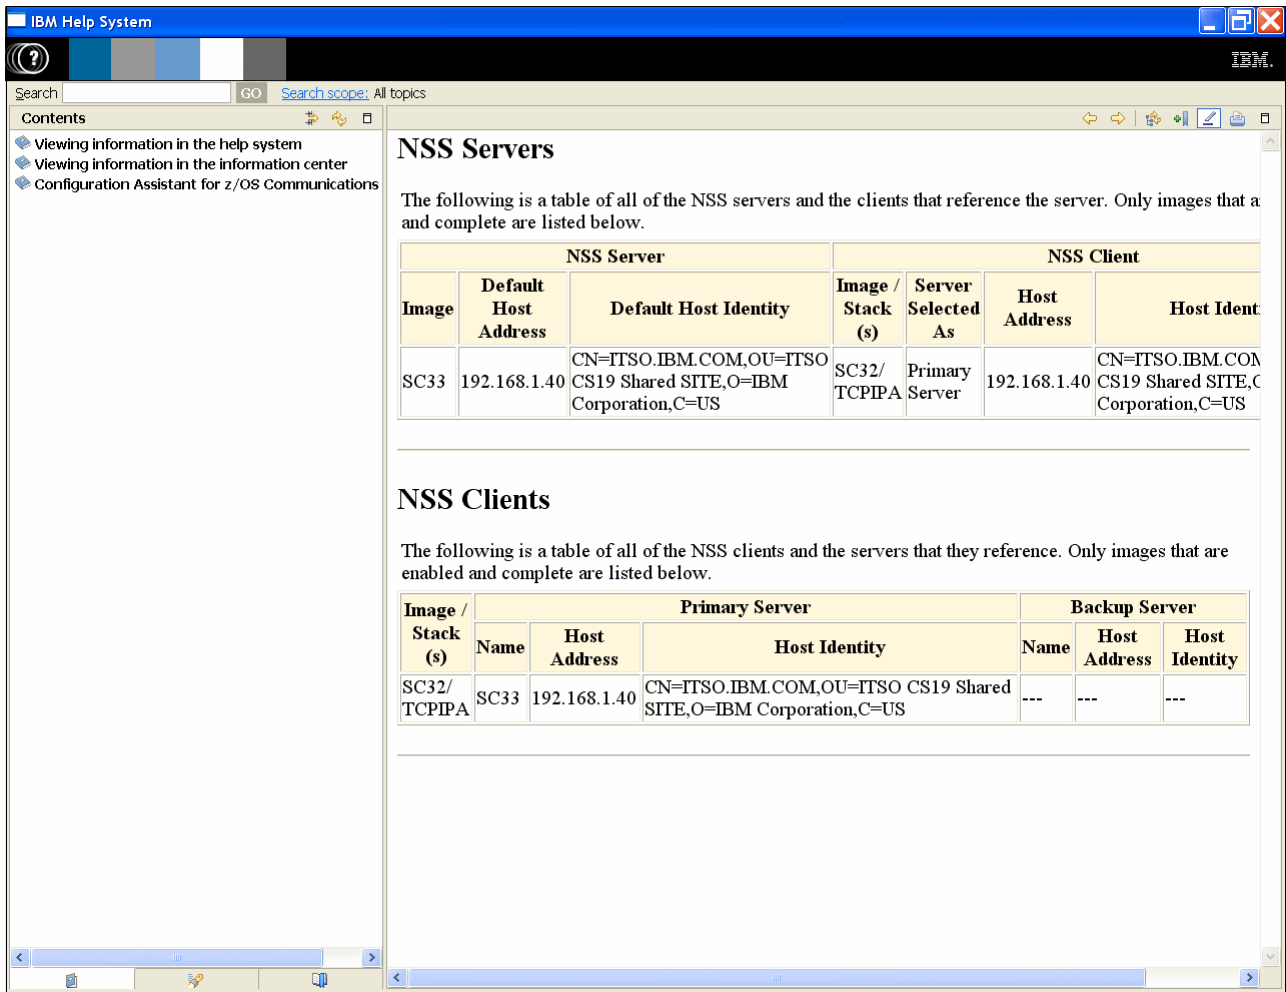 IBM Help System
IBM.
Search GO Search scope: All topics
Contents
Viewing information in the help system
Viewing information in the information center
Configuration Assistant for z/OS Communications
NSS Servers
The following is a table of all of the NSS servers and the clients that reference the server. Only images that a
and complete are listed below.
NSS Server NSS Client
Image Default Host Address Default Host Identity Image / Stack (s) Server Selected As Host Address Host Ident
SC33 192.168.1.40 CN=ITSO.IBM.COM,OU=ITSO CS19 Shared SITE,O=IBM Corporation,C=US SC32/ TCPIPA Primary Server 192.168.1.40 CN=ITSO.IBM.COM CS19 Shared SITE,O Corporation,C=US
NSS Clients
The following is a table of all of the NSS clients and the servers that they reference. Only images that are
enabled and complete are listed below.
Image / Stack (s) Primary Server Backup Server
Name Host Address Host Identity Name Host Address Host Identity
SC32/ TCPIPA SC33 192.168.1.40 CN=ITSO.IBM.COM,OU=ITSO CS19 Shared SITE,O=IBM Corporation,C=US --- --- ---